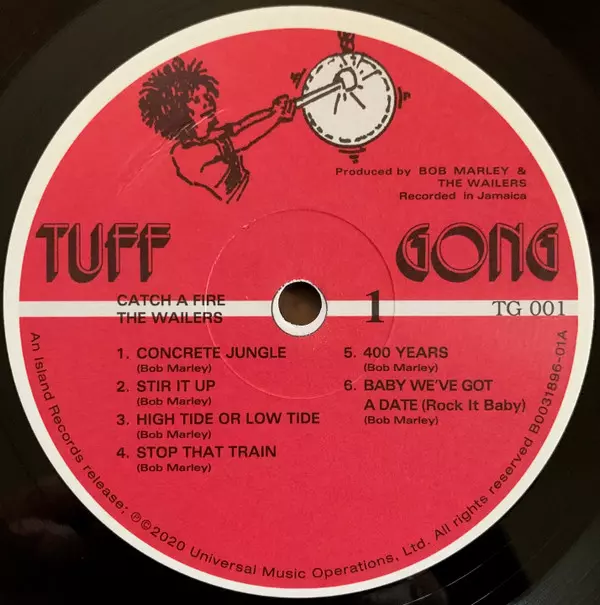 Produced by BOB MARLEY &
THE WAILERS
Recorded in Jamaica
TUFF GONG
CATCH A FIRE
THE WAILERS
1
TG 001
1. CONCRETE JUNGLE
(Bob Marley)
2. STIR IT UP
(Bob Marley)
3. HIGH TIDE OR LOW TIDE
(Bob Marley)
4. STOP THAT TRAIN
(Bob Marley)
5. 400 YEARS
(Bob Marley)
6. BABY WE'VE GOT
A DATE (Rock It Baby)
(Bob Marley)
An Island Records release; ℗©2020 Universal Music Operations, Ltd. All rights reserved B0031896-01A